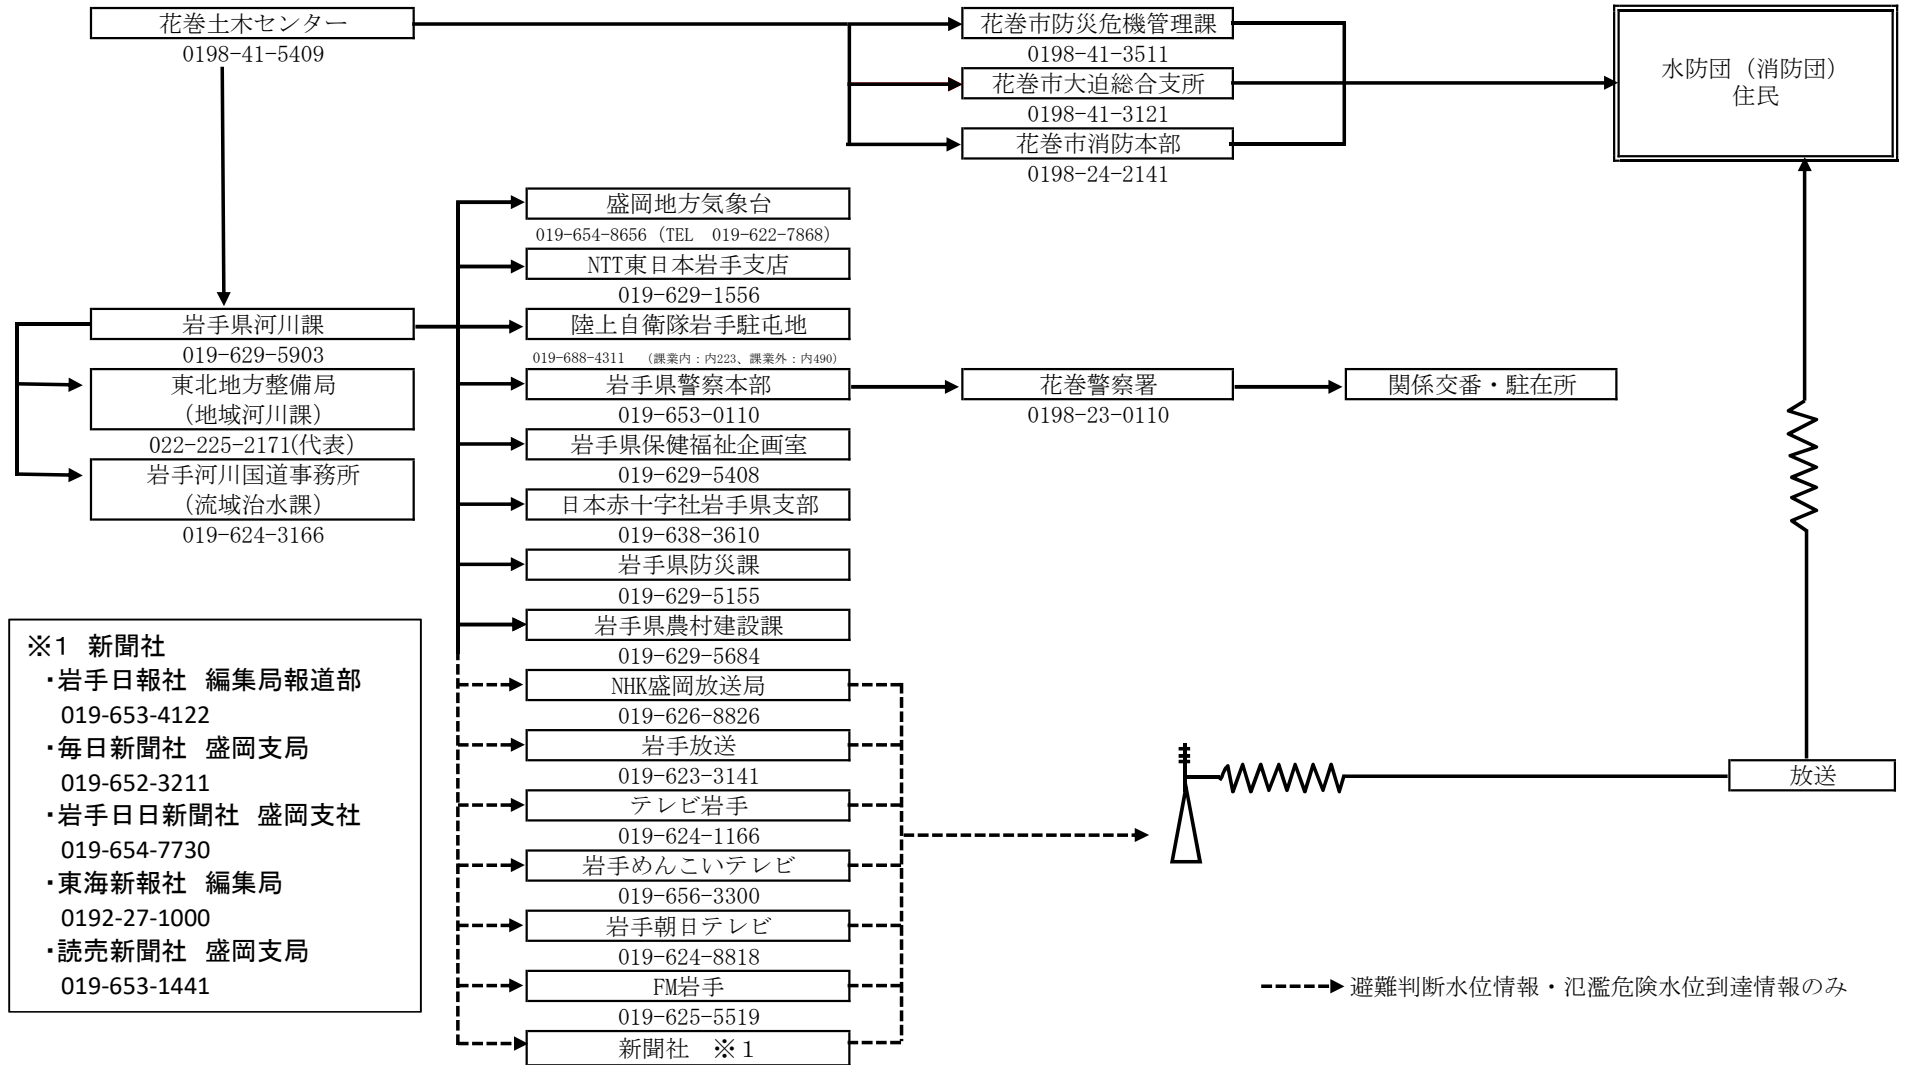 花巻土木センター
0198-41-5409
花巻市防災危機管理課
0198-41-3511
花巻市大迫総合支所
0198-41-3121
花巻市消防本部
0198-24-2141
水防団（消防団）
住民
岩手県河川課
019-629-5903
東北地方整備局
（地域河川課）
022-225-2171(代表)
岩手河川国道事務所
（流域治水課）
019-624-3166
盛岡地方気象台
019-654-8656（TEL　019-622-7868）
NTT東日本岩手支店
019-629-1556
陸上自衛隊岩手駐屯地
019-688-4311　（課業内：内223、課業外：内490）
岩手県警察本部
019-653-0110
花巻警察署
0198-23-0110
関係交番・駐在所
岩手県保健福祉企画室
019-629-5408
日本赤十字社岩手県支部
019-638-3610
岩手県防災課
019-629-5155
岩手県農村建設課
019-629-5684
NHK盛岡放送局
019-626-8826
岩手放送
019-623-3141
テレビ岩手
019-624-1166
岩手めんこいテレビ
019-656-3300
岩手朝日テレビ
019-624-8818
FM岩手
019-625-5519
新聞社　※１
放送
※1　新聞社
・岩手日報社　編集局報道部
019-653-4122
・毎日新聞社　盛岡支局
019-652-3211
・岩手日日新聞社　盛岡支社
019-654-7730
・東海新報社　編集局
0192-27-1000
・読売新聞社　盛岡支局
019-653-1441
避難判断水位情報・氾濫危険水位到達情報のみ